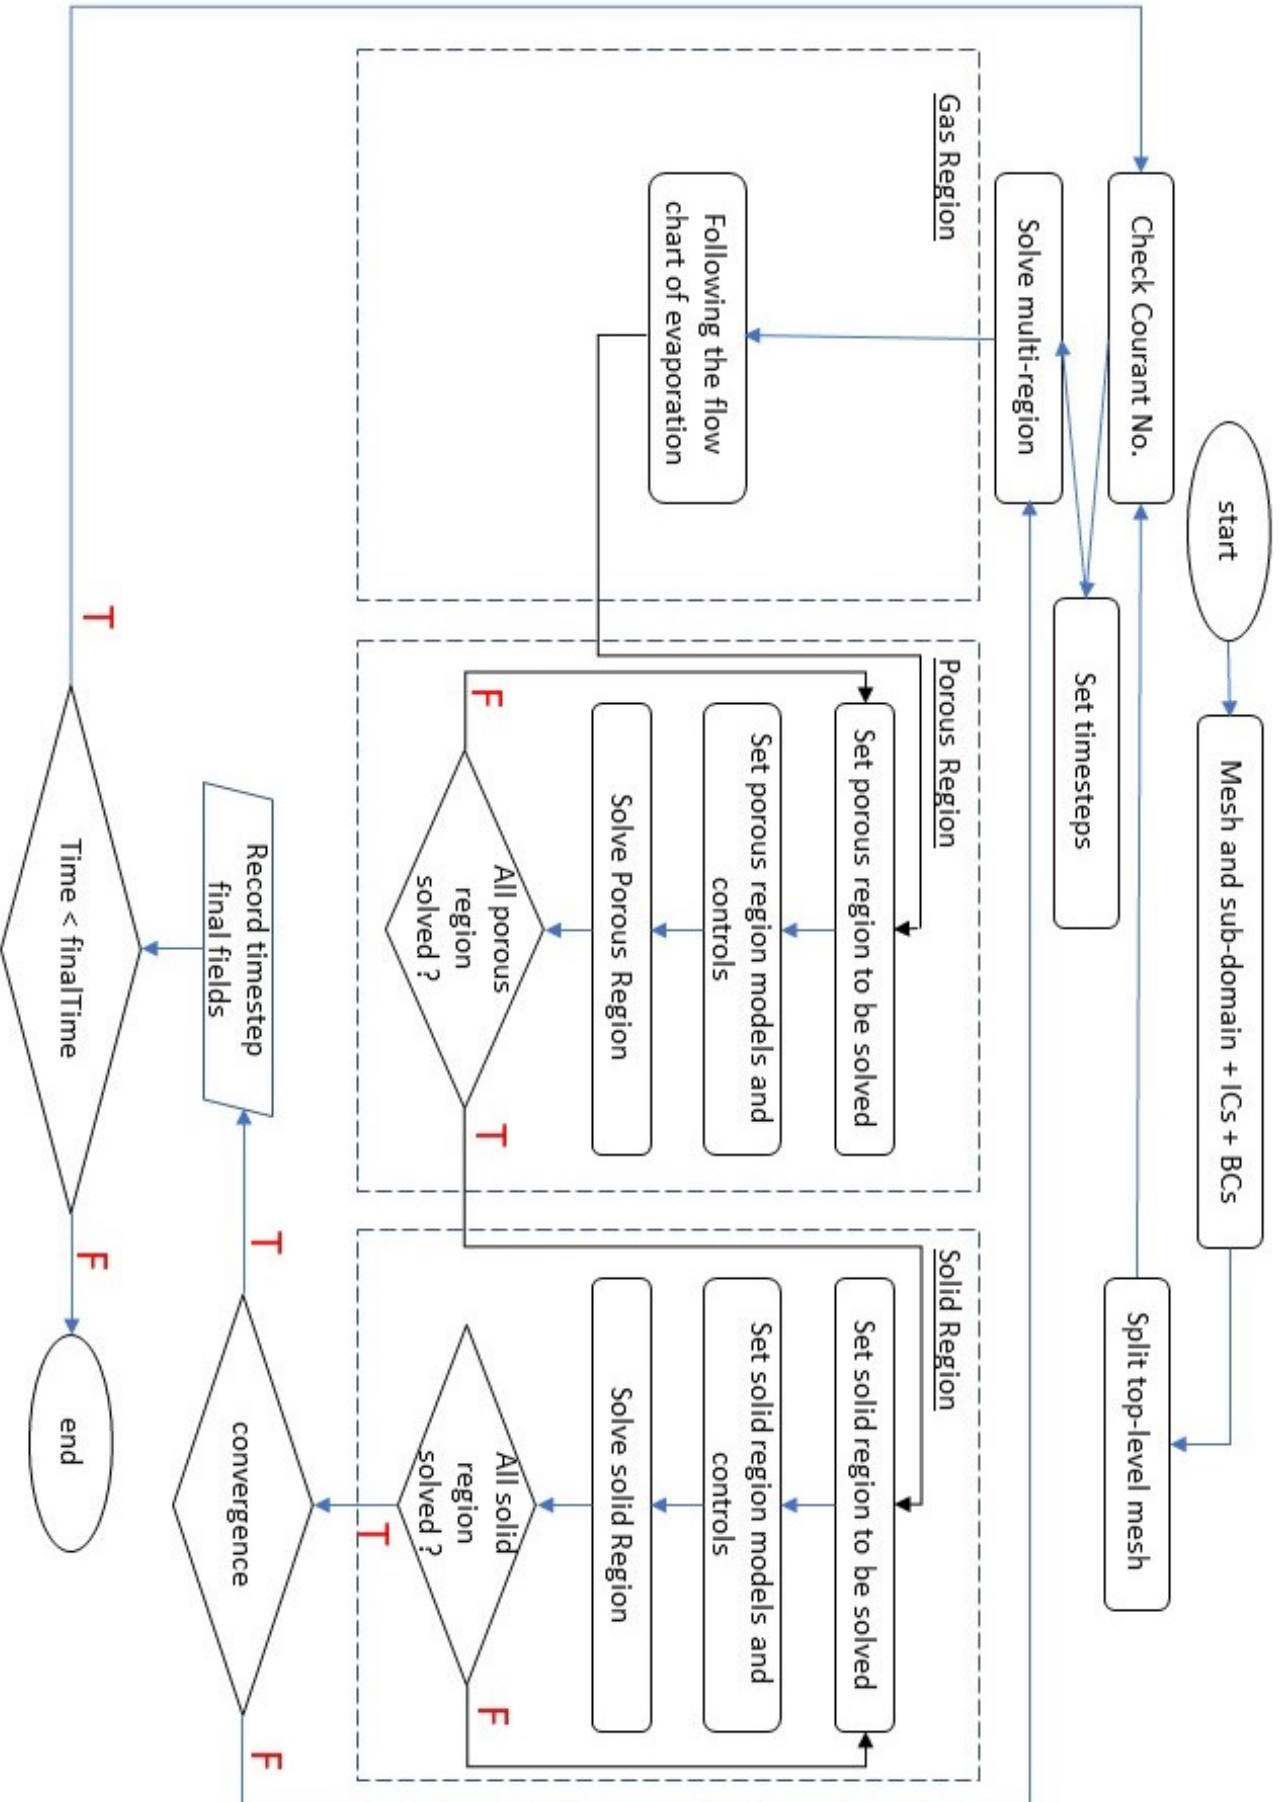 start
Mesh and sub-domain + ICs + BCs
Split top-level mesh
Check Courant No.
Set timesteps
Solve multi-region
Gas Region
Following the flow
chart of evaporation
Porous Region
Set porous region to be solved
Set porous region models and
controls
Solve Porous Region
All porous
region
solved ?
F
T
Solid Region
Set solid region to be solved
Set solid region models and
controls
Solve solid Region
All solid
region
solved ?
F
T
convergence
T
F
Record timestep
final fields
Time < finalTime
T
F
end